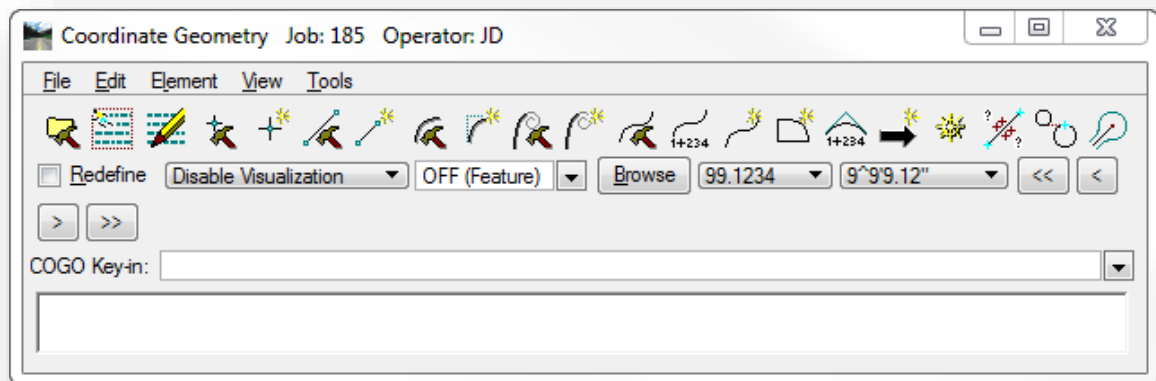 Coordinate Geometry Job: 185 Operator: JD
File Edit Element View Tools
1+234 1+234
Redefine Disable Visualization OFF (Feature) Browse 99.1234 9^9'9.12" << <
> >>
COGO Key-in: